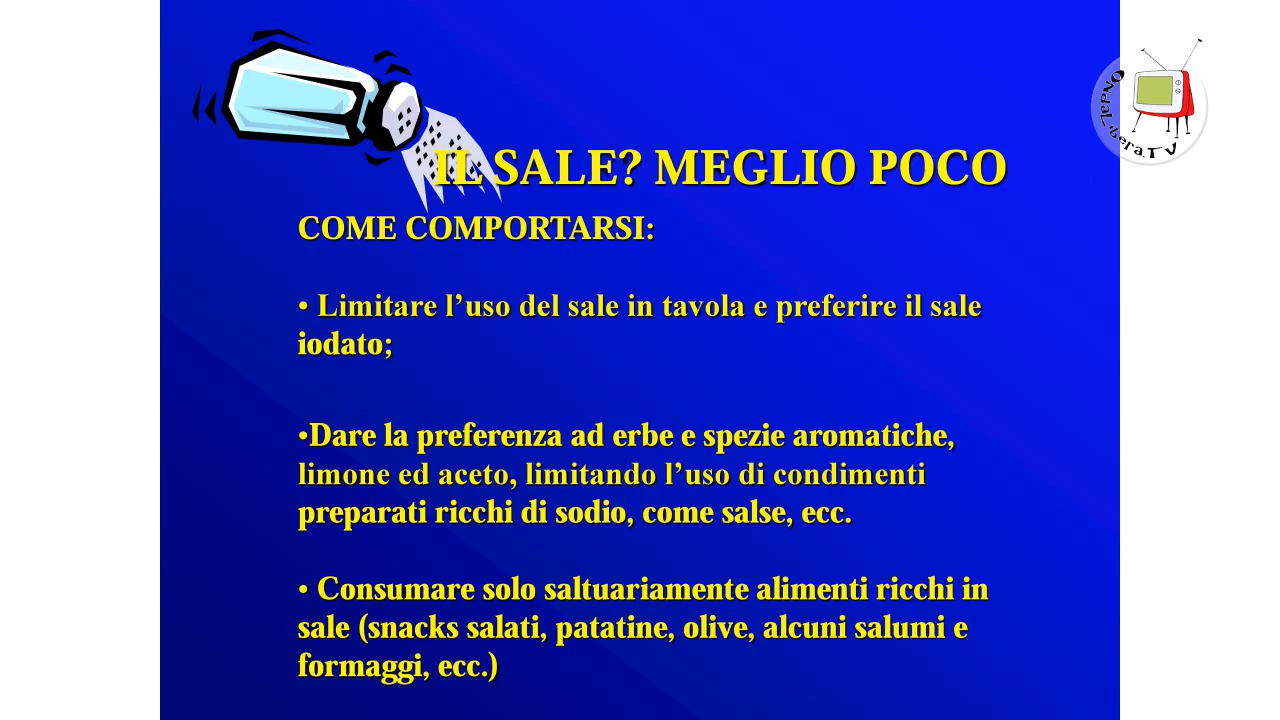 OndaLiberaTV
IL SALE? MEGLIO POCO
COME COMPORTARSI:
• Limitare l’uso del sale in tavola e preferire il sale
iodato;
•Dare la preferenza ad erbe e spezie aromatiche,
limone ed aceto, limitando l’uso di condimenti
preparati ricchi di sodio, come salse, ecc.
• Consumare solo saltuariamente alimenti ricchi in
sale (snacks salati, patatine, olive, alcuni salumi e
formaggi, ecc.)